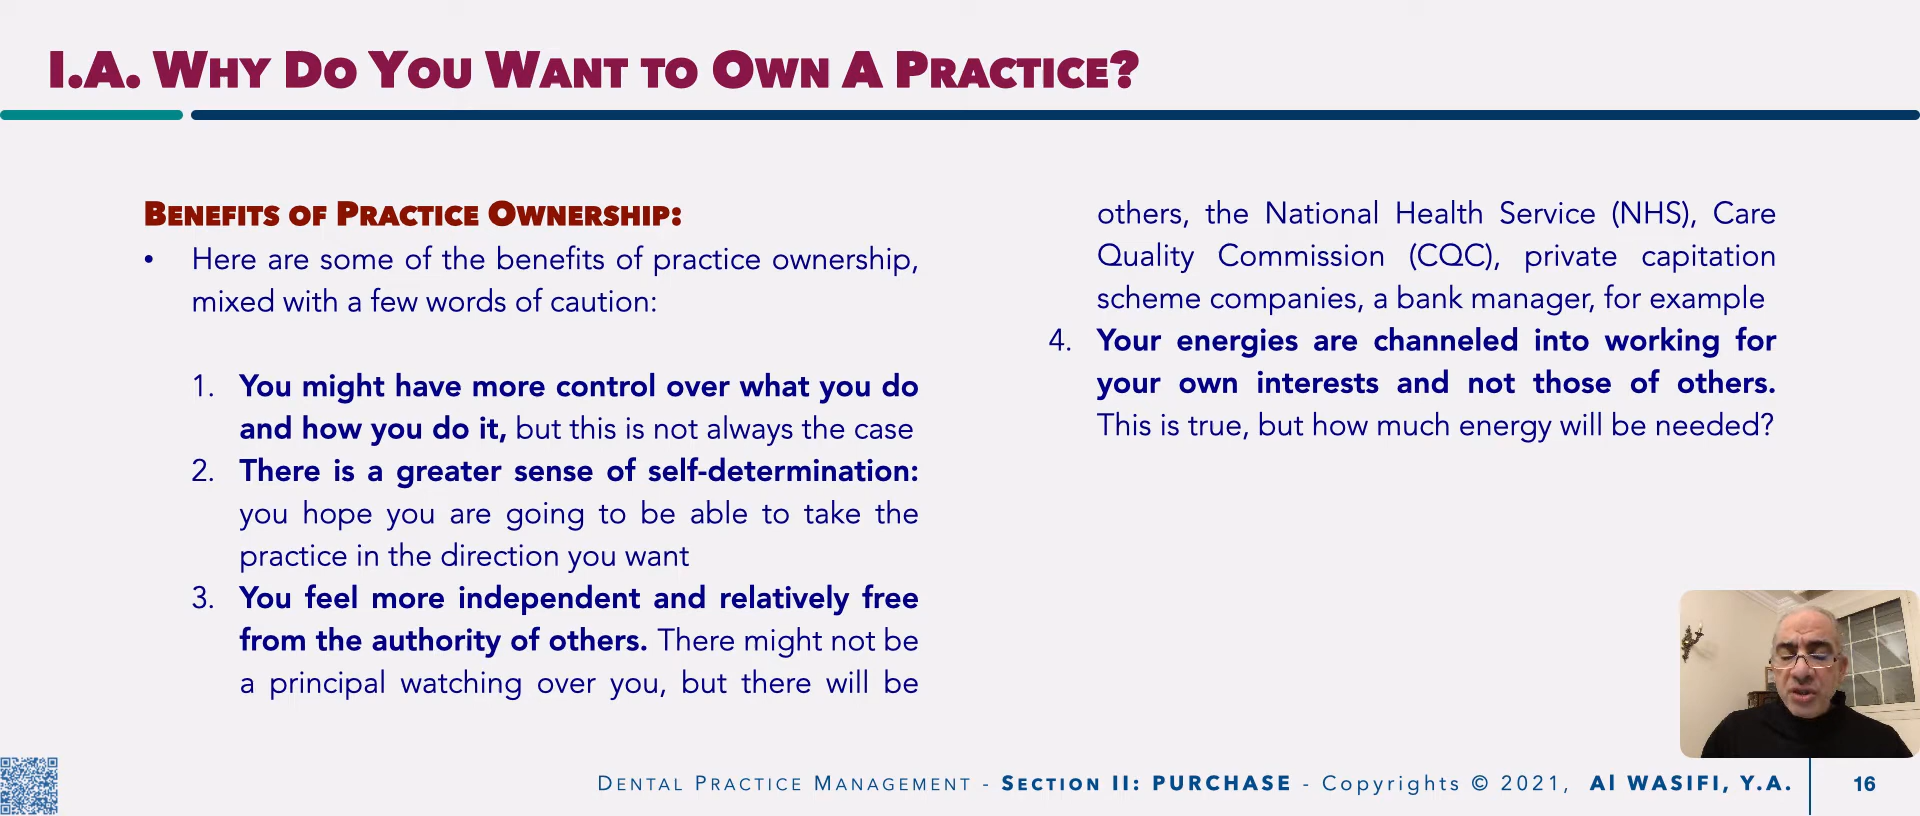 I.A. WHY DO YOU WANT TO OWN A PRACTICE?
BENEFITS OF PRACTICE OWNERSHIP:
• Here are some of the benefits of practice ownership,
mixed with a few words of caution:
1. You might have more control over what you do
and how you do it, but this is not always the case
2. There is a greater sense of self-determination:
you hope you are going to be able to take the
practice in the direction you want
3. You feel more independent and relatively free
from the authority of others. There might not be
a principal watching over you, but there will be
others, the National Health Service (NHS), Care
Quality Commission (CQC), private capitation
scheme companies, a bank manager, for example
4. Your energies are channeled into working for
your own interests and not those of others.
This is true, but how much energy will be needed?
DENTAL PRACTICE MANAGEMENT - SECTION II: PURCHASE - Copyrights © 2021, Al WASIFI, Y.A. 16